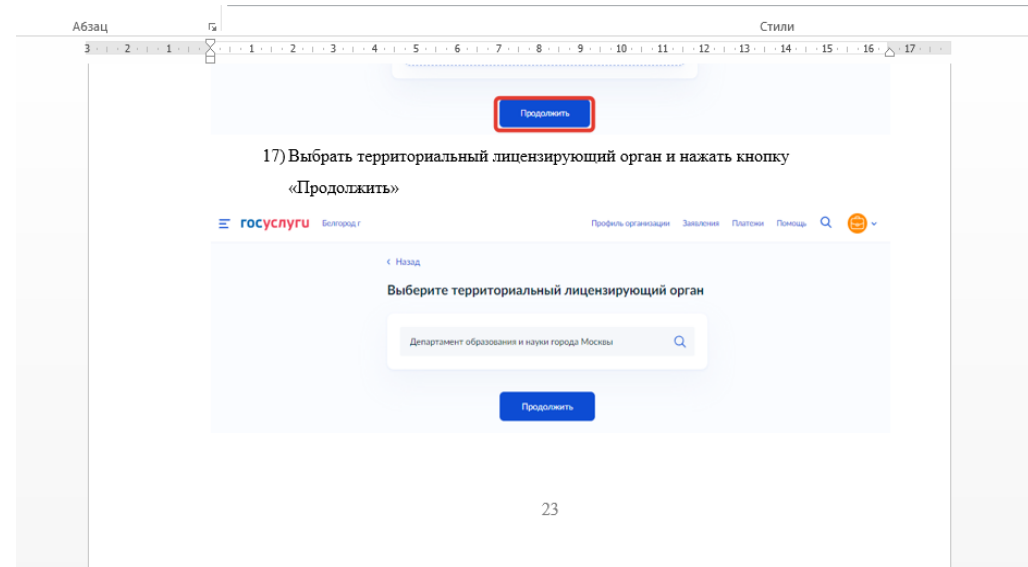 Абзац
Стили
3 2 1 1 2 3 4 5 6 7 8 9 10 11 12 13 14 15 16 17
Продолжить
17) Выбрать территориальный лицензирующий орган и нажать кнопку
«Продолжить»
госуслуги Белгород г Профиль организации Заявления Платежи Помощь
Назад
Выберите территориальный лицензирующий орган
Департамент образования и науки города Москвы
Продолжить
23